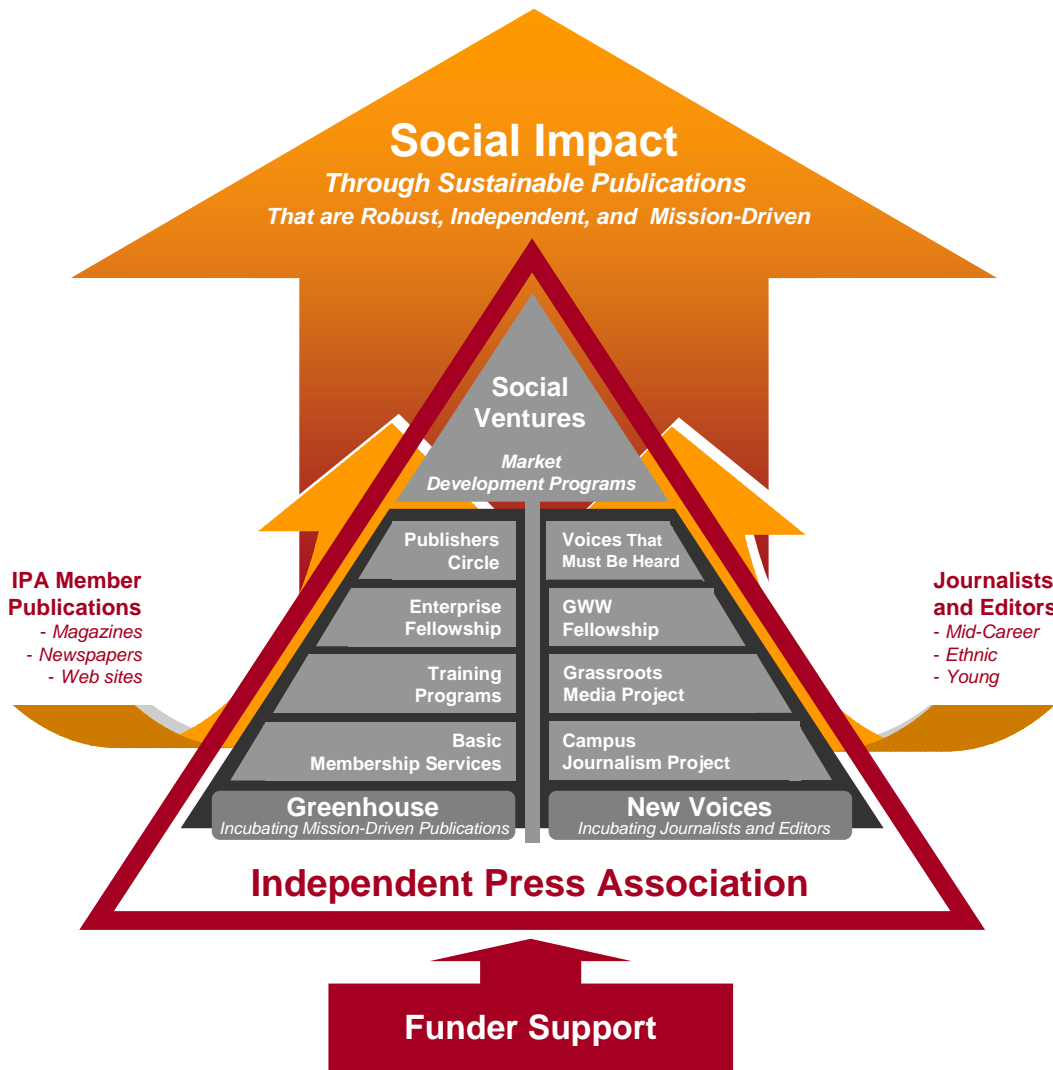 Social Impact
Through Sustainable Publications
That are Robust, Independent, and Mission-Driven
Social
Ventures
Market
Development Programs
IPA Member
Publications
- Magazines
- Newspapers
- Web sites
Publishers
Circle
Enterprise
Fellowship
Training
Programs
Basic
Membership Services
Greenhouse
Incubating Mission-Driven Publications
Voices That
Must Be Heard
GWW
Fellowship
Grassroots
Media Project
Campus
Journalism Project
New Voices
Incubating Journalists and Editors
Journalists
and Editors
- Mid-Career
- Ethnic
- Young
Independent Press Association
Funder Support